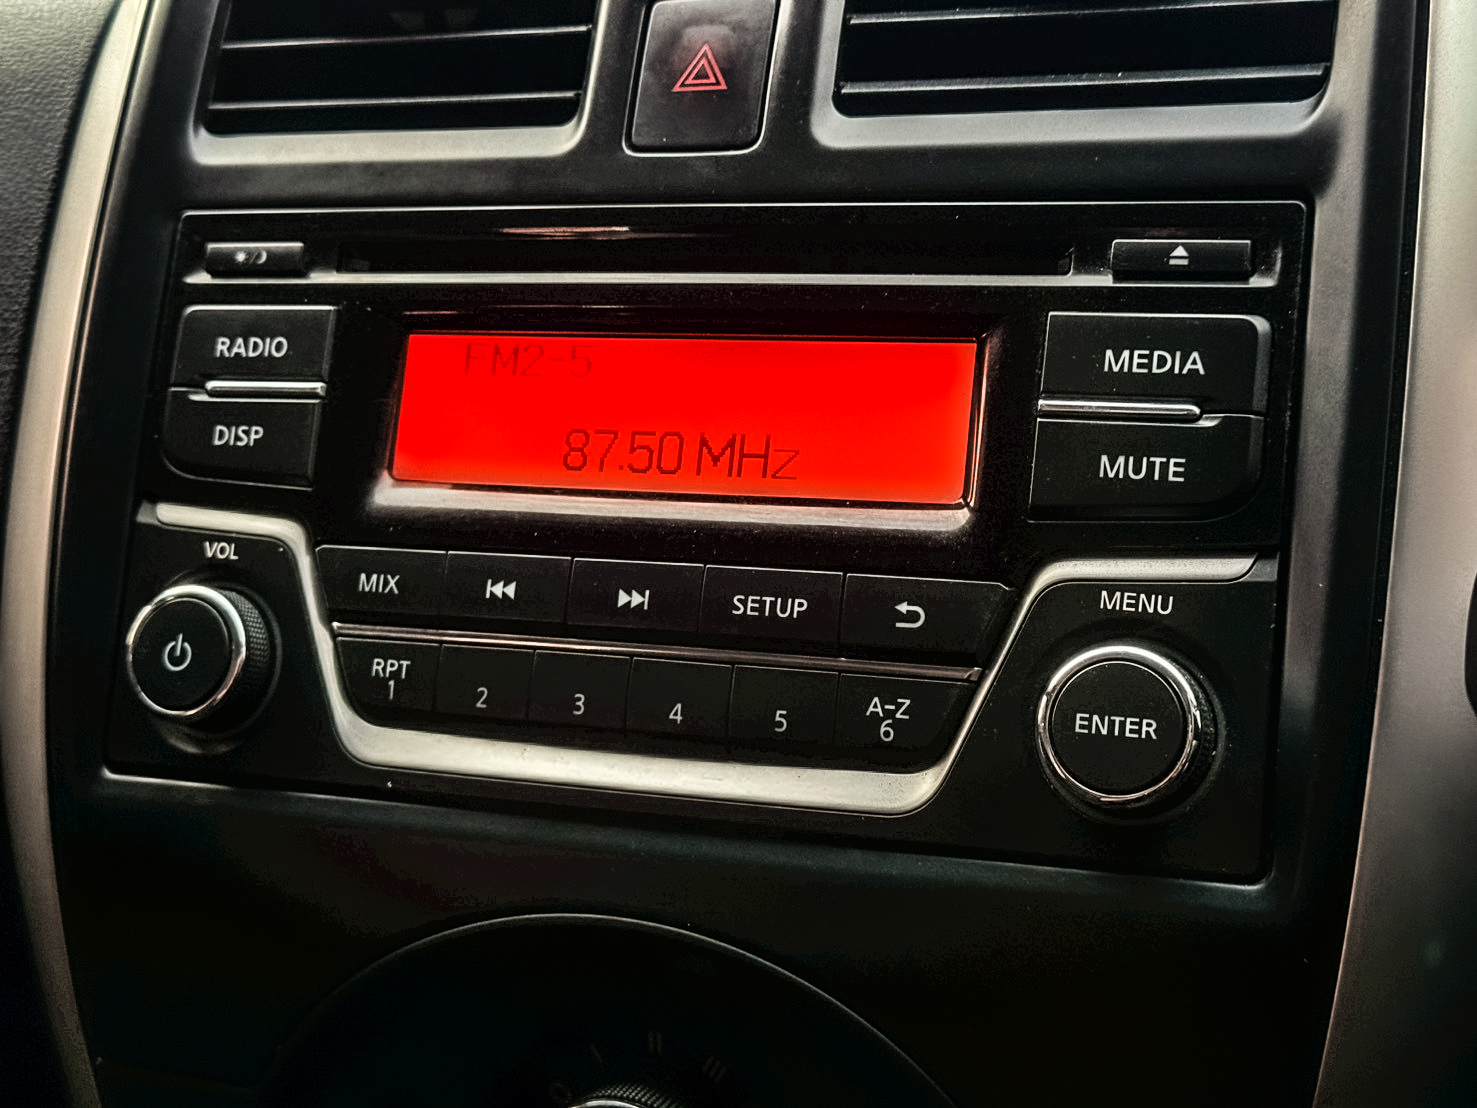 RADIO
DISP
FM2-5
87.50 MHz
MEDIA
MUTE
VOL
MIX
SETUP
MENU
RPT
1
2
3
4
5
A-Z
6
ENTER